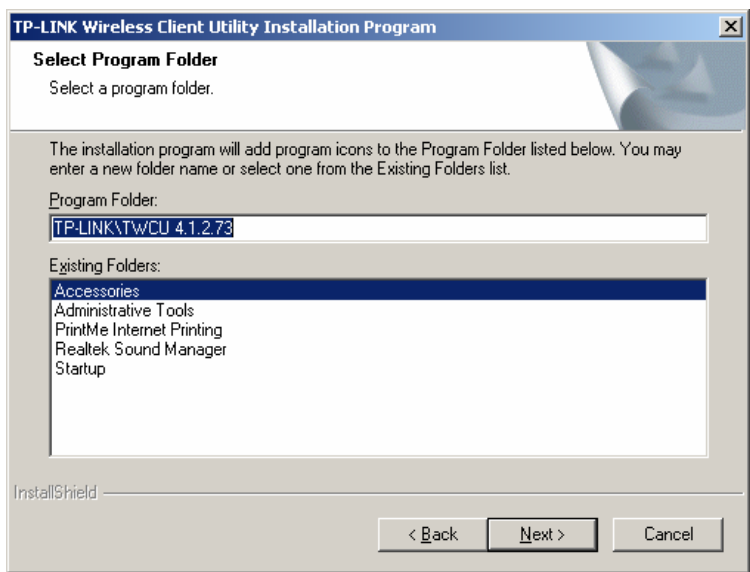 TP-LINK Wireless Client Utility Installation Program
Select Program Folder
Select a program folder.
The installation program will add program icons to the Program Folder listed below. You may
enter a new folder name or select one from the Existing Folders list.
Program Folder:
TP-LINK\TWCU 4.1.2.73
Existing Folders:
Accessories
Administrative Tools
PrintMe Internet Printing
Realtek Sound Manager
Startup
InstallShield
< Back
Next >
Cancel